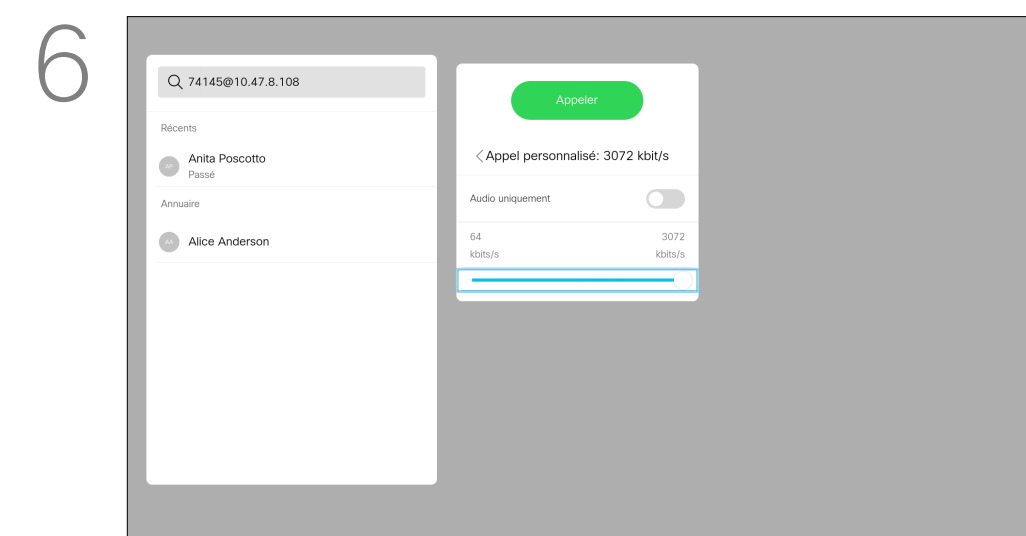 6
74145@10.47.8.108
Récents
AP
Anita Poscotto
Passé
Annuaire
AA
Alice Anderson
Appeler
Appel personnalisé: 3072 kbit/s
Audio uniquement
64
kbits/s
3072
kbits/s